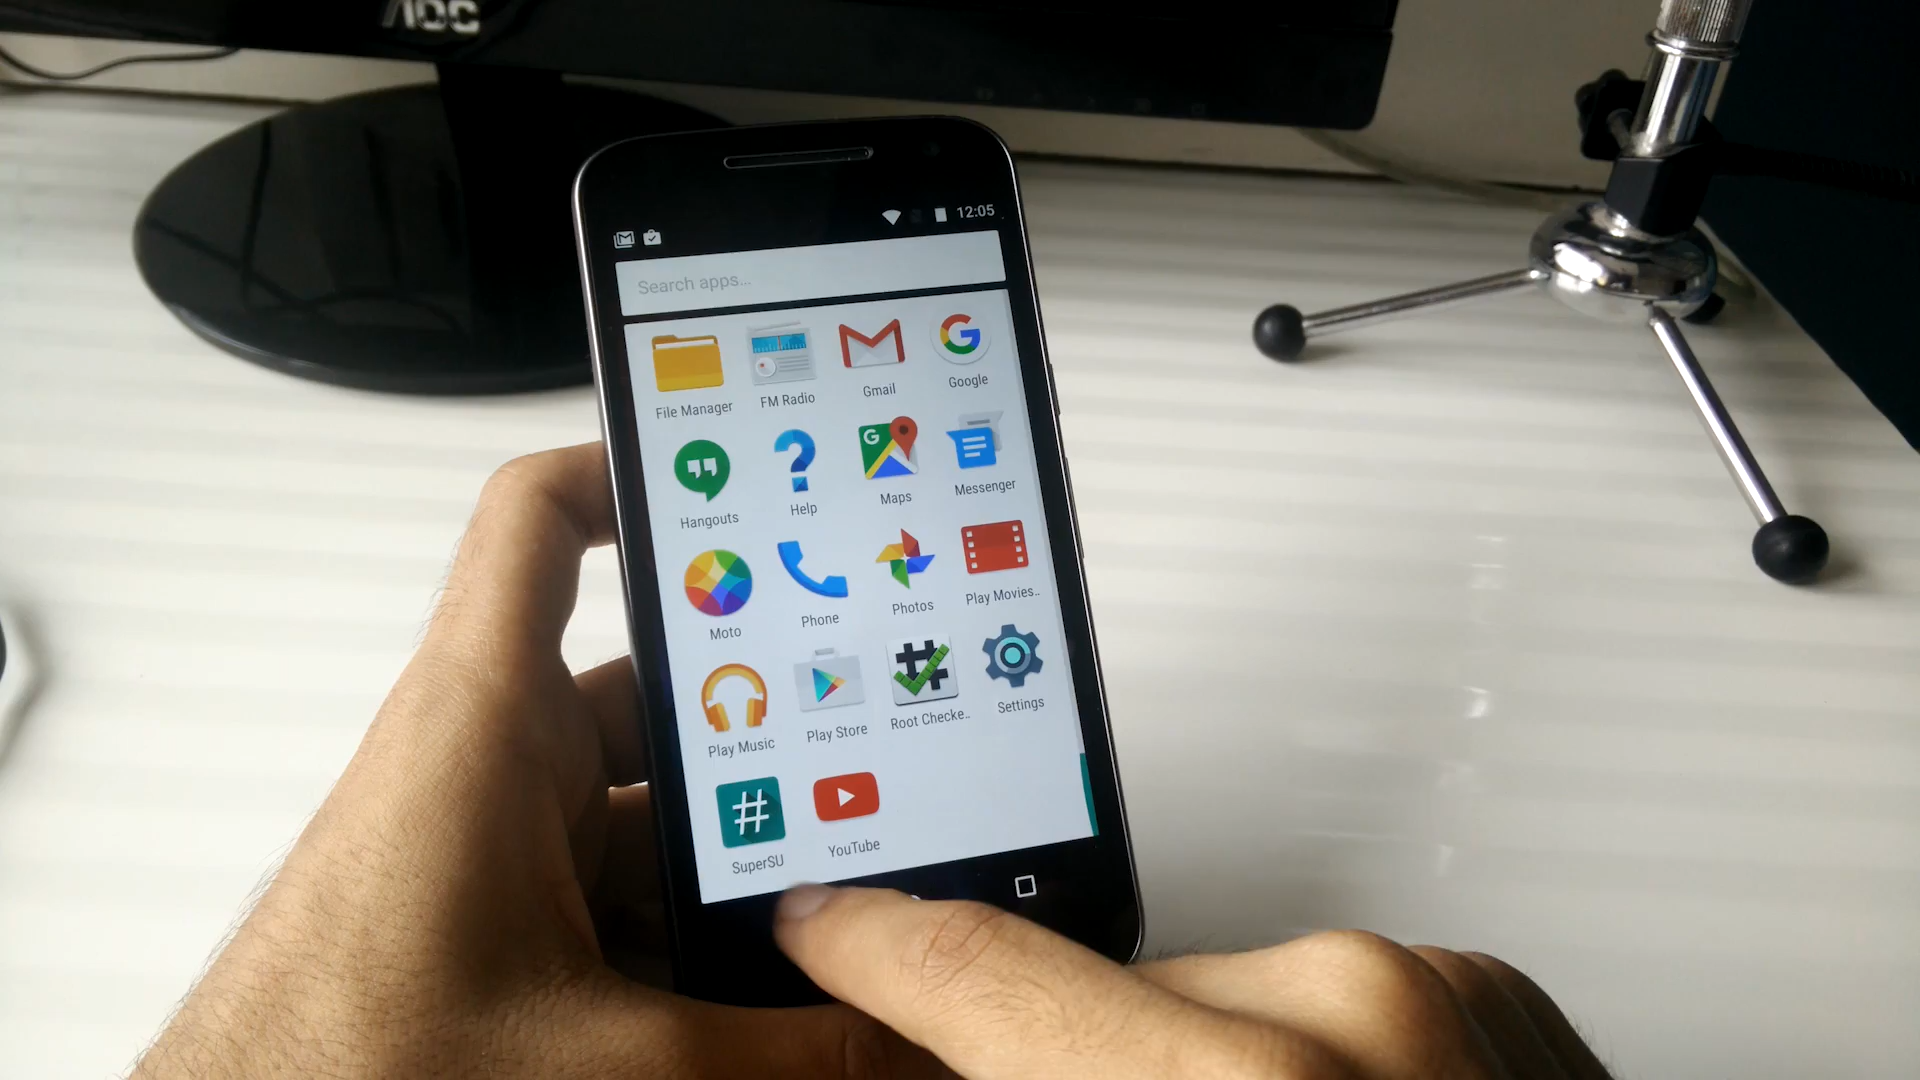 AOC
12:05
Search apps...
File Manager
FM Radio
Gmail
Google
Hangouts
Help
Maps
Messenger
Moto
Phone
Photos
Play Movies..
Play Music
Play Store
Root Checke..
Settings
SuperSU
YouTube